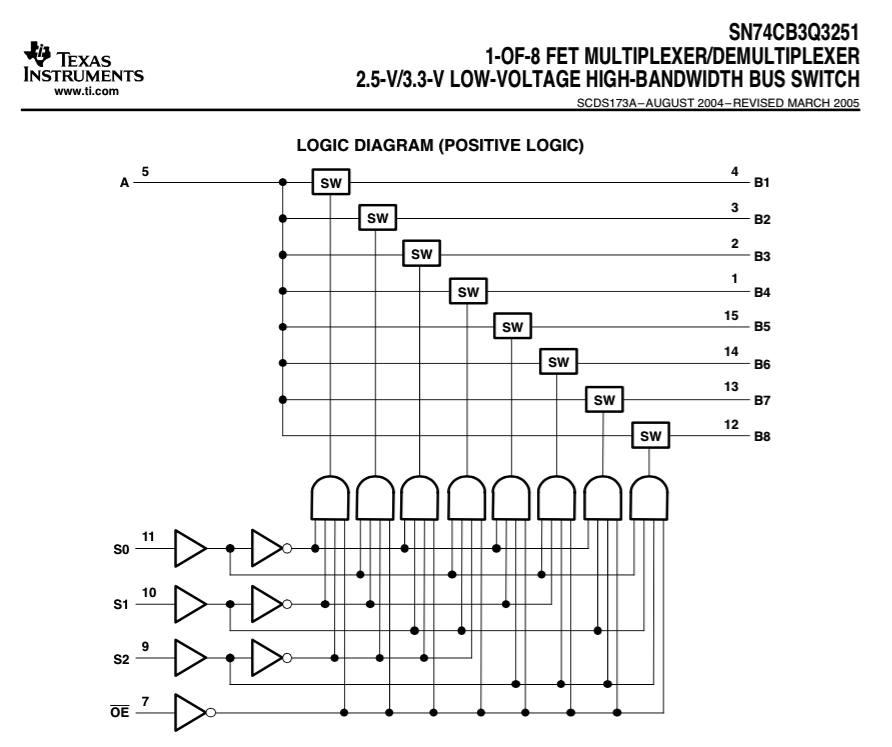 SN74CB3Q3251
1-OF-8 FET MULTIPLEXER/DEMULTIPLEXER
2.5-V/3.3-V LOW-VOLTAGE HIGH-BANDWIDTH BUS SWITCH
TEXAS
INSTRUMENTS
www.ti.com
SCDS173A–AUGUST 2004–REVISED MARCH 2005
LOGIC DIAGRAM (POSITIVE LOGIC)
A 5 SW 4 B1
SW 3 B2
SW 2 B3
SW 1 B4
SW 15 B5
SW 14 B6
SW 13 B7
SW 12 B8
S0 11
S1 10
S2 9
OE 7